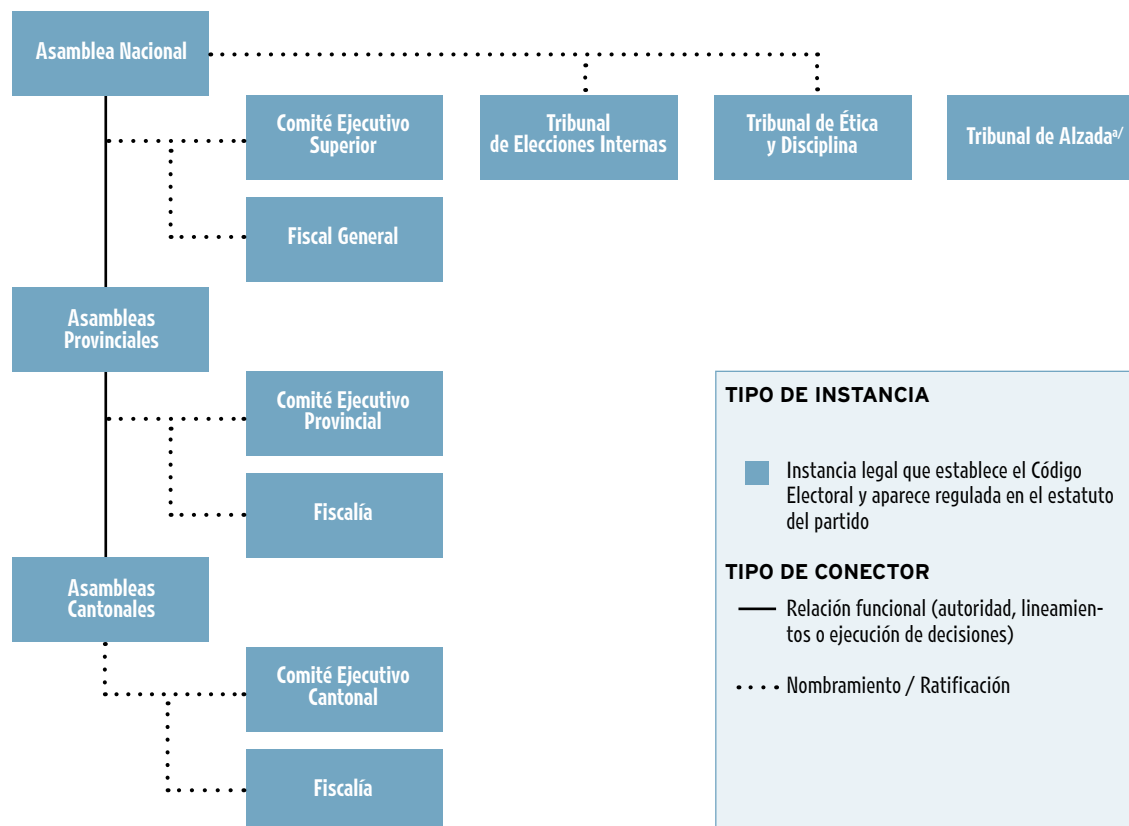 Asamblea Nacional
Comité Ejecutivo
Superior
Tribunal
de Elecciones Internas
Tribunal de Ética
y Disciplina
Tribunal de Alzadaa/
Fiscal General
Asambleas
Provinciales
Comité Ejecutivo
Provincial
Fiscalía
Asambleas
Cantonales
Comité Ejecutivo
Cantonal
Fiscalía
TIPO DE INSTANCIA
Instancia legal que establece el Código
Electoral y aparece regulada en el estatuto
del partido
TIPO DE CONECTOR
Relación funcional (autoridad, lineamien-
tos o ejecución de decisiones)
Nombramiento / Ratificación